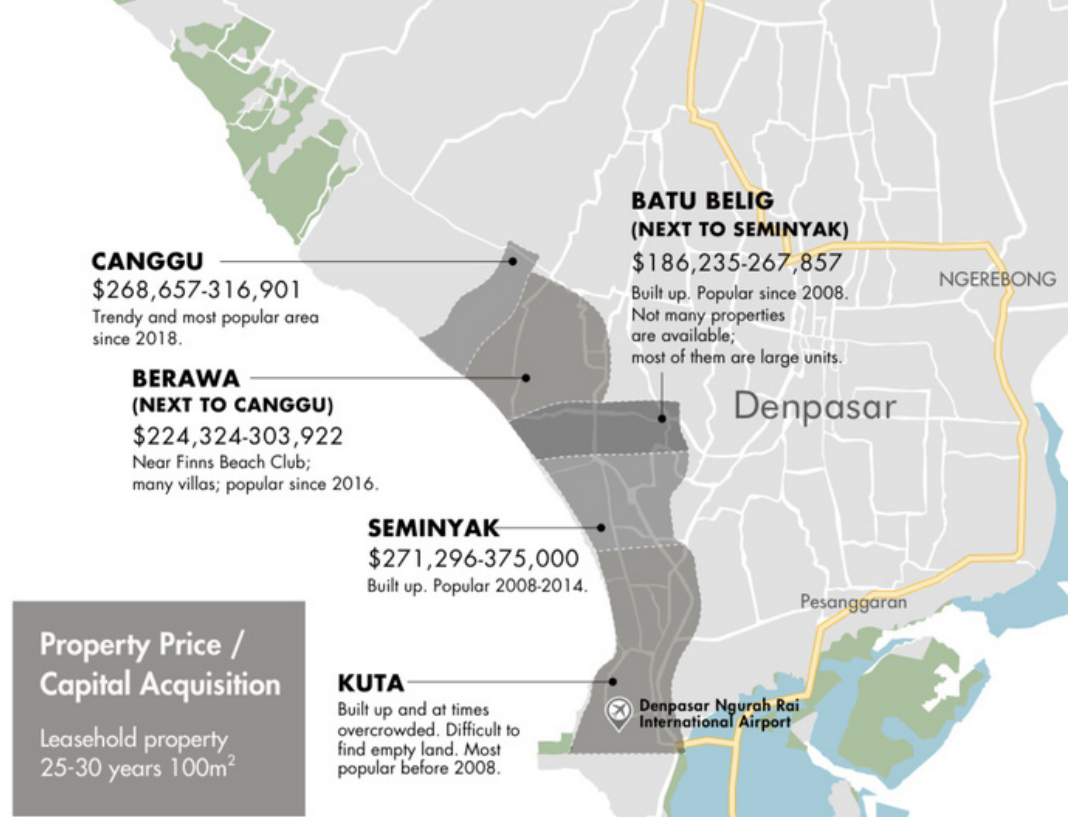 BATU BELIG
(NEXT TO SEMINYAK)
$186,235-267,857
Built up. Popular since 2008.
Not many properties
are available;
most of them are large units.
NGEREBONG
CANGGU
$268,657-316,901
Trendy and most popular area
since 2018.
BERAWA
(NEXT TO CANGGU)
$224,324-303,922
Near Finns Beach Club;
many villas; popular since 2016.
Denpasar
SEMINYAK
$271,296-375,000
Built up. Popular 2008-2014.
Pesanggaran
Property Price /
Capital Acquisition
Leasehold property
25-30 years 100m²
KUTA
Built up and at times
overcrowded. Difficult to
find empty land. Most
popular before 2008.
Denpasar Ngurah Rai
International Airport